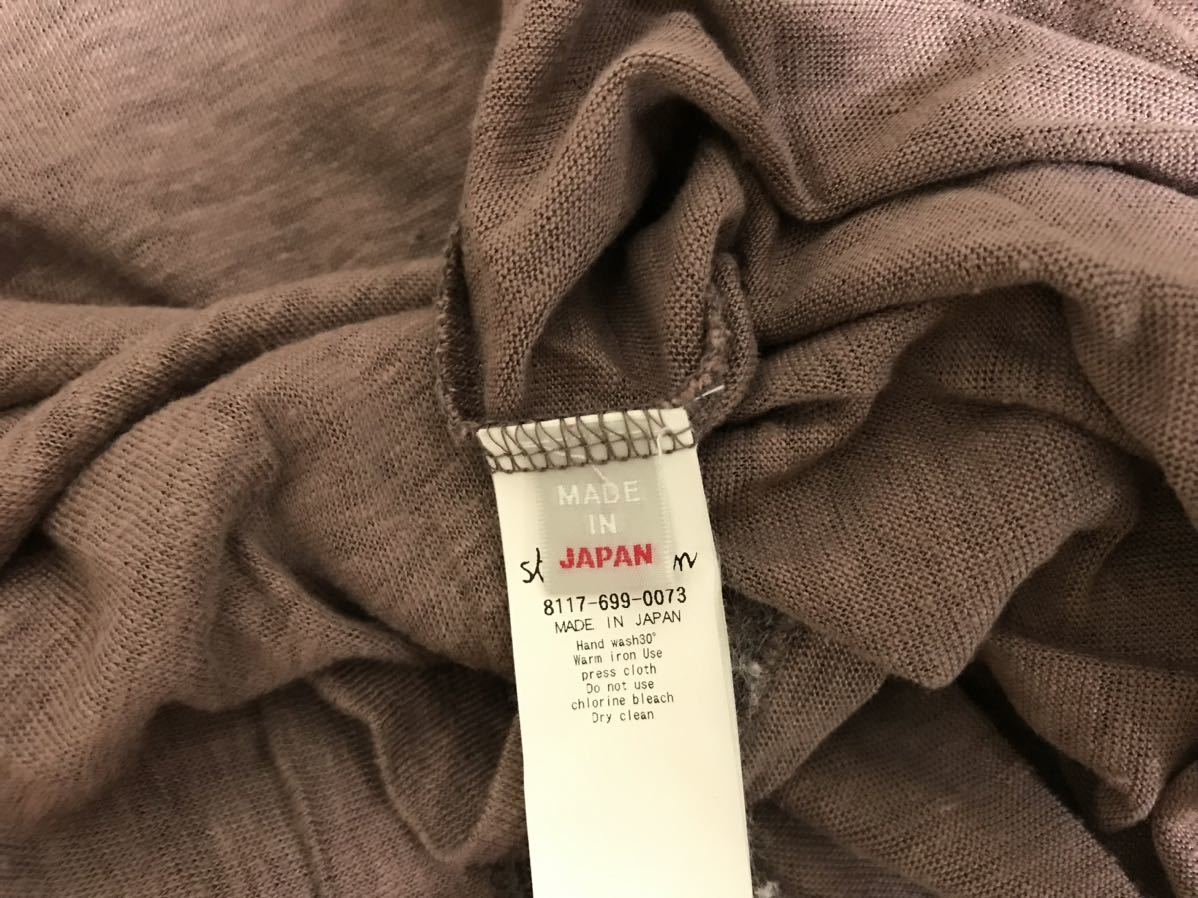 MADE
IN
JAPAN
8117-699-0073
MADE IN JAPAN
Hand wash30°
Warm iron Use
press cloth
Do not use
chlorine bleach
Dry clean